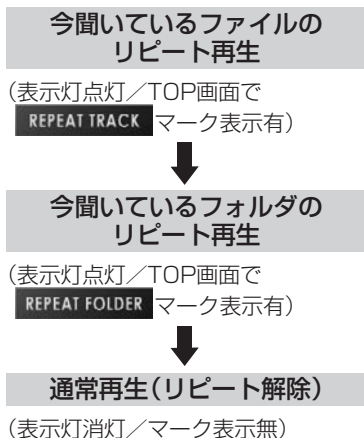 今聞いているファイルの
リピート再生
（表示灯点灯／TOP画面で
REPEAT TRACK マーク表示有）
今聞いているフォルダの
リピート再生
（表示灯点灯／TOP画面で
REPEAT FOLDER マーク表示有）
通常再生（リピート解除）
（表示灯消灯／マーク表示無）